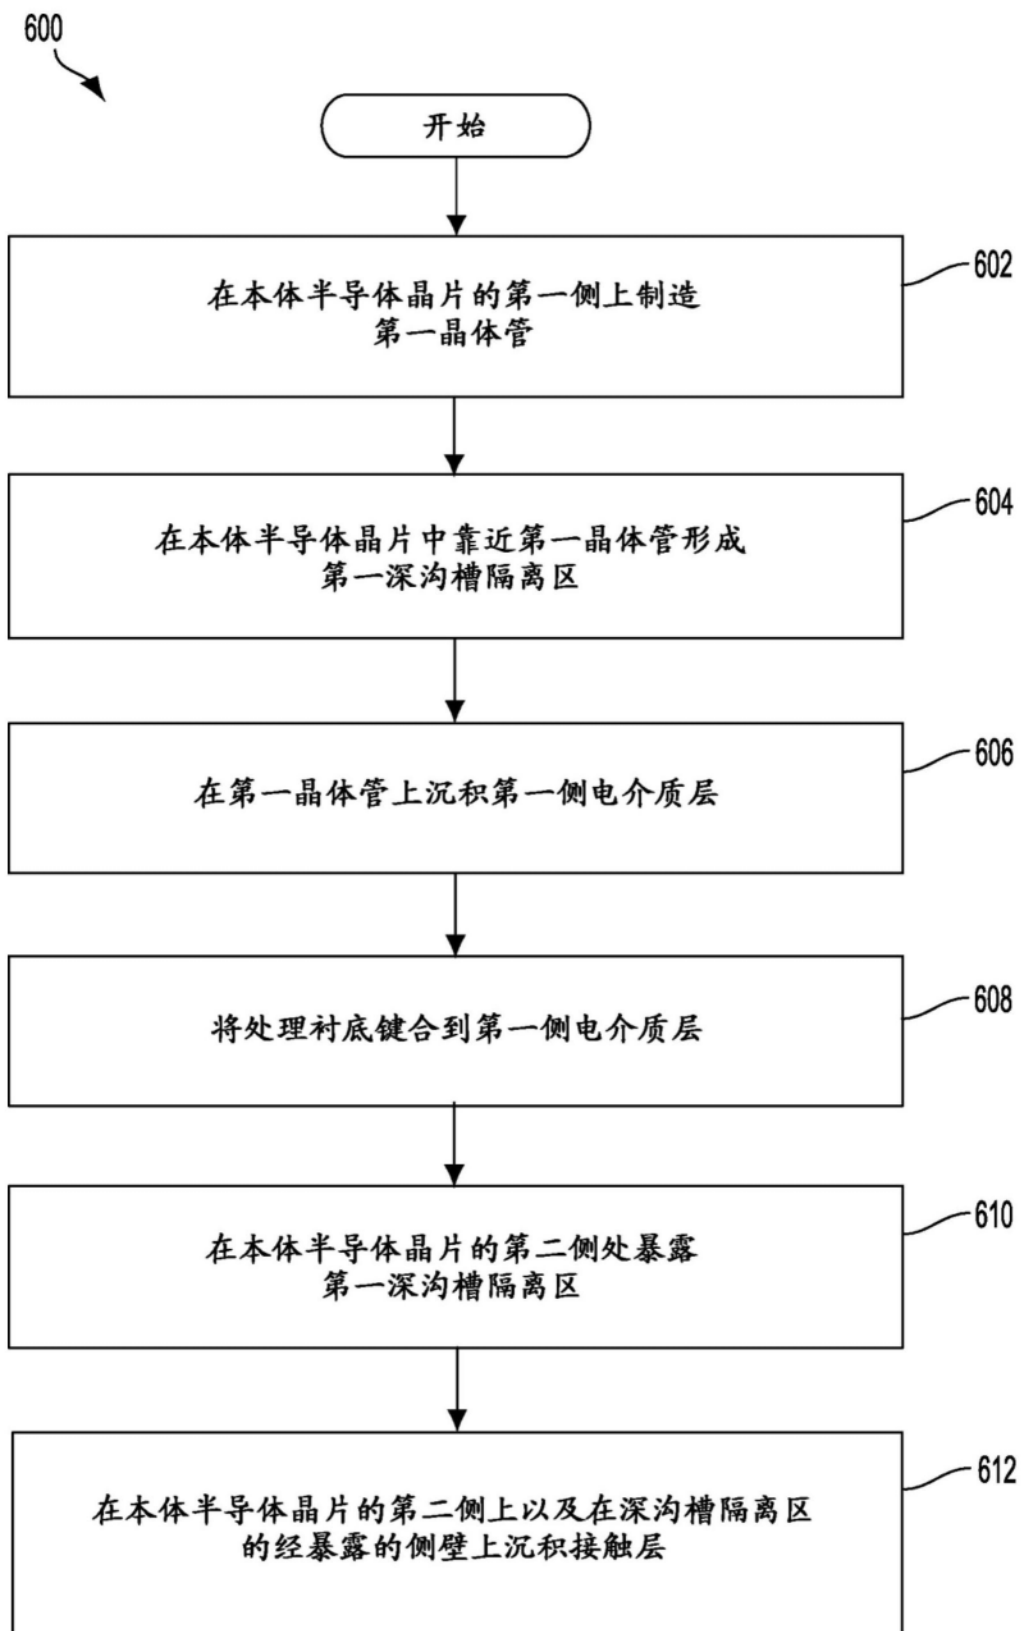 600
开始
在本体半导体晶片的第一侧上制造
第一晶体管
602
在本体半导体晶片中靠近第一晶体管形成
第一深沟槽隔离区
604
在第一晶体管上沉积第一侧电介质层
606
将处理衬底键合到第一侧电介质层
608
在本体半导体晶片的第二侧处暴露
第一深沟槽隔离区
610
在本体半导体晶片的第二侧上以及在深沟槽隔离区
的经暴露的侧壁上沉积接触层
612